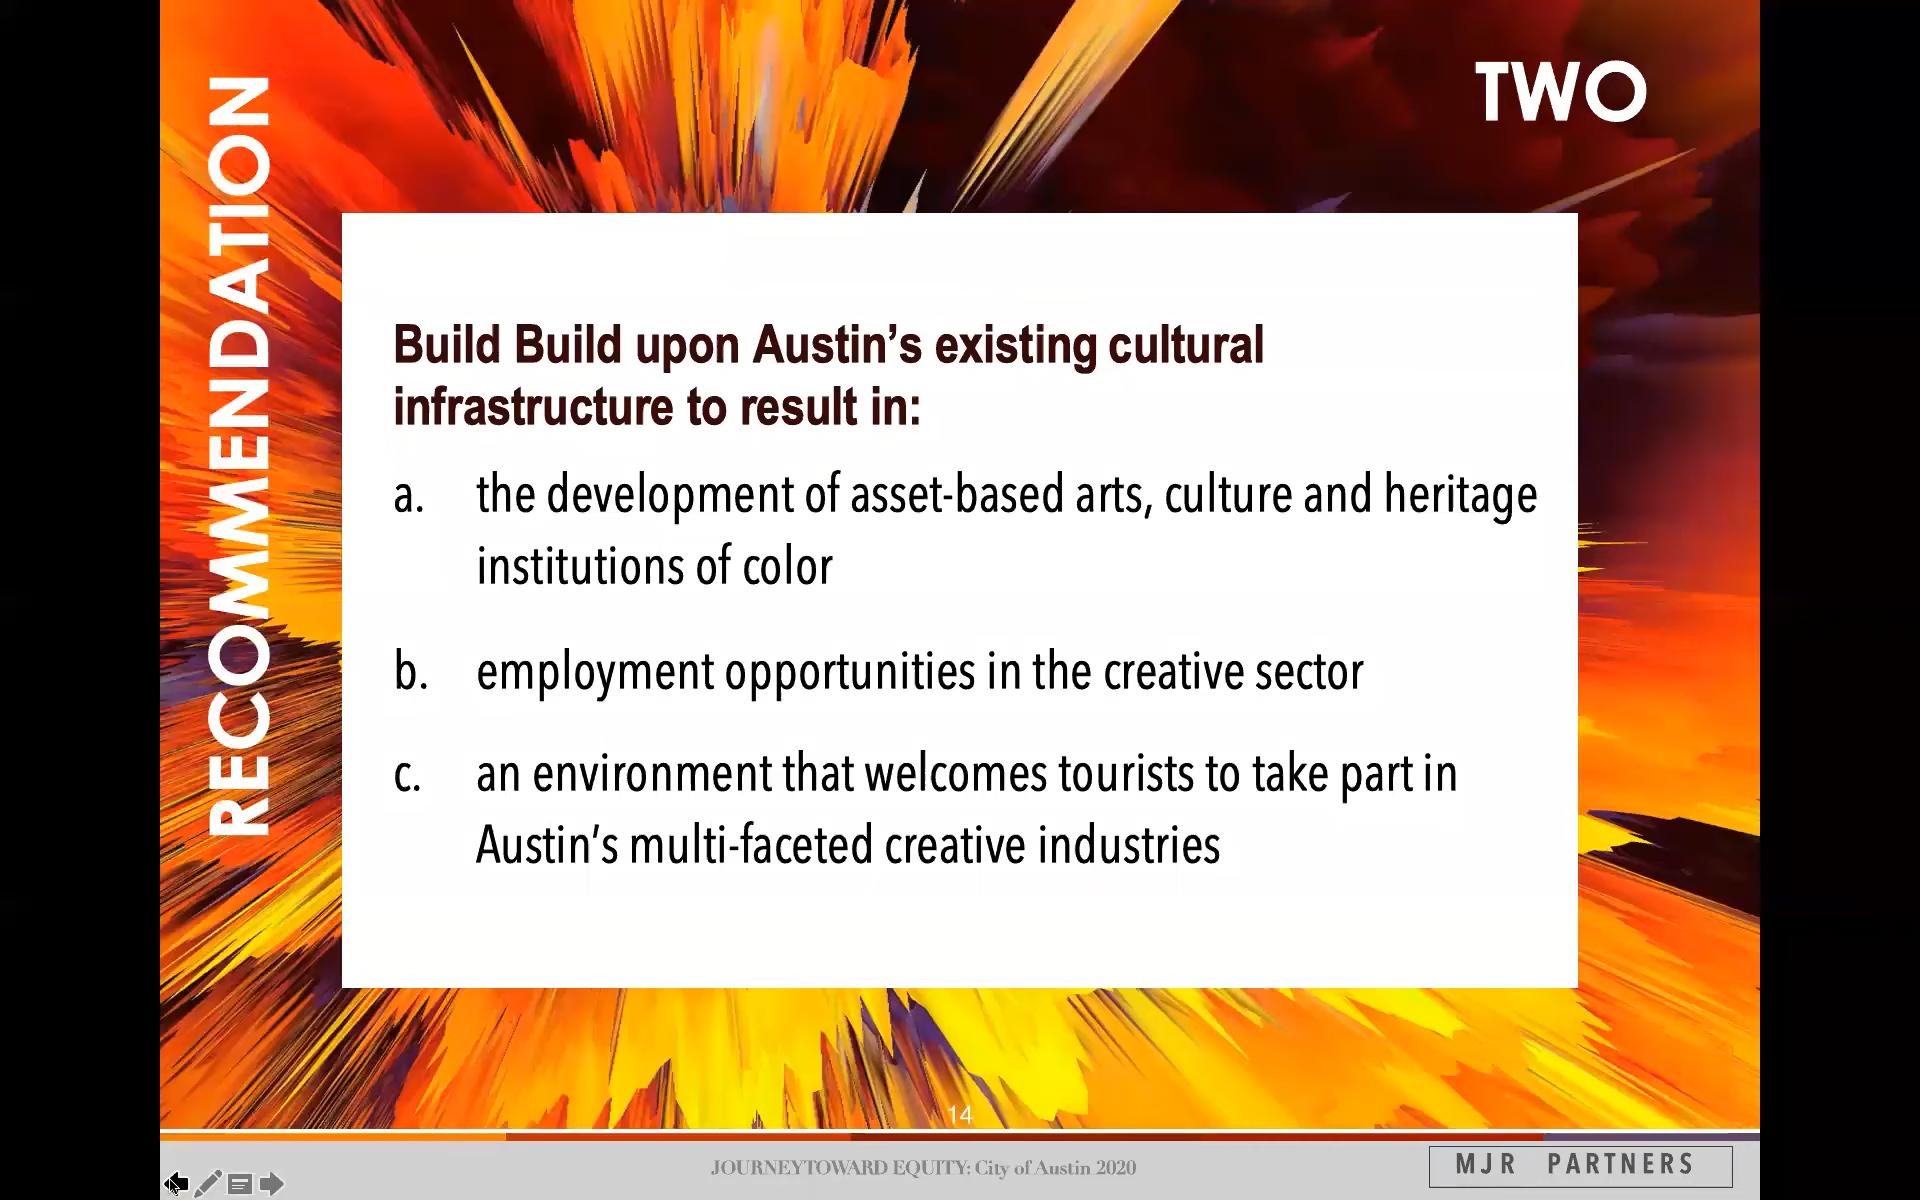 TWO
RECOMMENDATION
Build Build upon Austin’s existing cultural
infrastructure to result in:
a. the development of asset-based arts, culture and heritage
institutions of color
b. employment opportunities in the creative sector
c. an environment that welcomes tourists to take part in
Austin’s multi-faceted creative industries
14
JOURNEYTOWARD EQUITY: City of Austin 2020
MJR PARTNERS